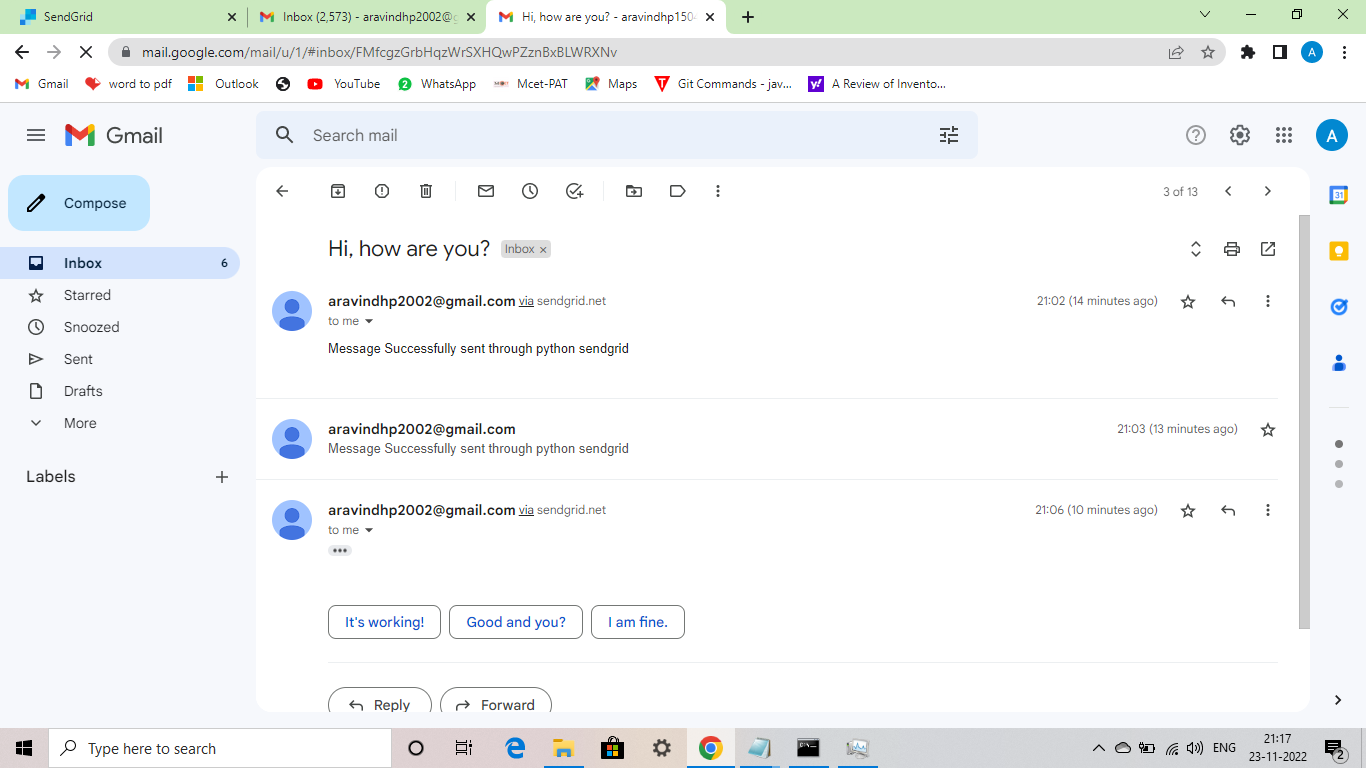 SendGrid
Inbox (2,573) - aravindhp2002@g
Hi, how are you? - aravindhp150
mail.google.com/mail/u/1/#inbox/FMfcgzGrbHqzWrSXHQwPZznBxBLWRXNv
A
Gmail
word to pdf
Outlook
YouTube
2
WhatsApp
Mcet-PAT
Maps
Git Commands - jav...
A Review of Invento...
Gmail
Search mail
A
Compose
3 of 13
31
Hi, how are you?
Inbox ×
Inbox 6
Starred
Snoozed
Sent
Drafts
More
Labels
aravindhp2002@gmail.com via sendgrid.net
21:02 (14 minutes ago)
to me
Message Successfully sent through python sendgrid
aravindhp2002@gmail.com
21:03 (13 minutes ago)
Message Successfully sent through python sendgrid
aravindhp2002@gmail.com via sendgrid.net
21:06 (10 minutes ago)
to me
It's working!
Good and you?
I am fine.
Reply
Forward
Type here to search
ENG
21:17
23-11-2022
2